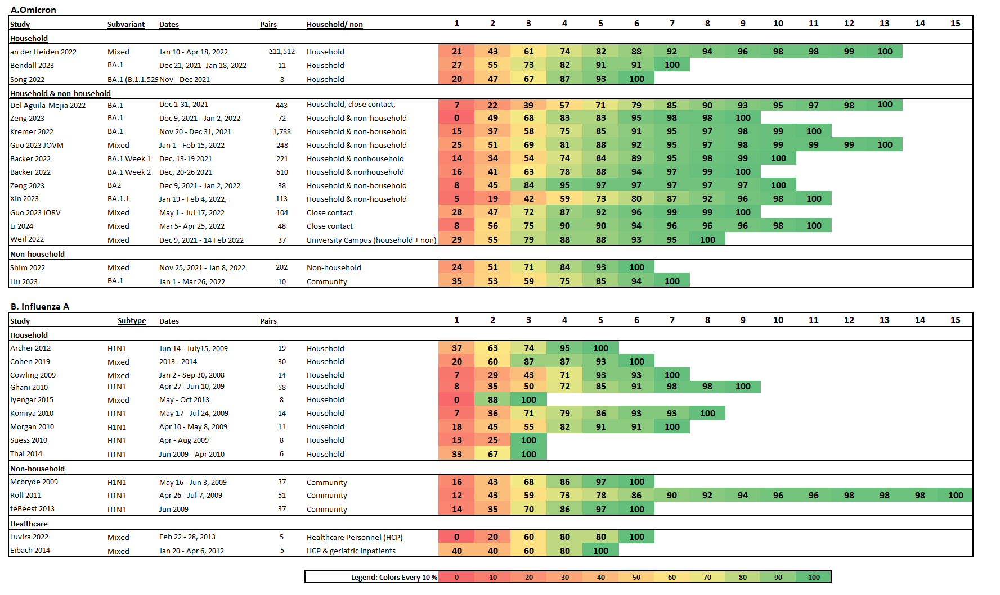 A.Omicron
Study Subvariant Dates Pairs Household/ non 1 2 3 4 5 6 7 8 9 10 11 12 13 14 15
Household
an der Heiden 2022 Mixed Jan 10 - Apr 18, 2022 ≥11,512 Household 21 43 61 74 82 88 92 94 96 98 98 99 100
Bendall 2023 BA.1 Dec 21, 2021 -Jan 18, 2022 11 Household 27 55 73 82 91 91 100
Song 2022 BA.1 (B.1.1.529 Nov - Dec 2021 8 Household 20 47 67 87 93 100
Household & non-household
Del Aguila-Mejia 2022 BA.1 Dec 1-31, 2021 443 Household, close contact, 7 22 39 57 71 79 85 90 93 95 97 98 100
Zeng 2023 BA.1 Dec 9, 2021 - Jan 2, 2022 72 Household & non-household 0 49 68 83 83 95 98 98 100
Kremer 2022 BA.1 Nov 20 - Dec 31, 2021 1,788 Household & non-household 15 37 58 75 85 91 95 97 98 99 100
Guo 2023 JOVM Mixed Jan 1 - Feb 15, 2022 248 Household & non-household 25 51 69 81 88 92 95 97 98 99 99 99 100
Backer 2022 BA.1 Week 1 Dec, 13-19 2021 221 Household & nonhousehold 14 34 54 74 84 89 95 98 99 100
Backer 2022 BA.1 Week 2 Dec, 20-26 2021 610 Household & nonhousehold 16 41 63 78 88 94 97 99 100
Zeng 2023 BA2 Dec 9, 2021 - Jan 2, 2022 38 Household & non-household 8 45 84 95 97 97 97 97 97 100
Xin 2023 BA.1.1 Jan 19 - Feb 4, 2022, 113 Household & non-household 5 19 42 59 73 80 87 92 96 98 100
Guo 2023 IORV Mixed May 1 - Jul 17, 2022 104 Close contact 28 47 72 87 92 96 99 99 100
Li 2024 Mixed Mar 5- Apr 25, 2022 48 Close contact 8 56 75 90 90 94 96 96 96 98 100
Weil 2022 Mixed Dec 9, 2021 - 14 Feb 2022 37 University Campus (household + non) 29 55 79 88 88 93 95 100
Non-household
Shim 2022 Mixed Nov 25, 2021 - Jan 8, 2022 202 Non-household 24 51 71 84 93 100
Liu 2023 BA.1 Jan 1 - Mar 26, 2022 10 Community 35 53 59 75 85 94 100
B. Influenza A
Study Subtype Dates Pairs 1 2 3 4 5 6 7 8 9 10 11 12 13 14 15
Household
Archer 2012 H1N1 Jun 14 - July15, 2009 19 Household 37 63 74 95 100
Cohen 2019 Mixed 2013 - 2014 30 Household 20 60 87 87 93 100
Cowling 2009 Mixed Jan 2 - Sep 30, 2008 14 Household 7 29 43 71 93 93 100
Ghani 2010 H1N1 Apr 27 - Jun 10, 209 58 Household 8 35 50 72 85 91 98 98 100
Iyengar 2015 Mixed May - Oct 2013 8 Household 0 88 100
Komiya 2010 H1N1 May 17 - Jul 24, 2009 14 Household 7 36 71 79 86 93 93 100
Morgan 2010 H1N1 Apr 10 - May 8, 2009 11 Household 18 45 55 82 91 91 100
Suess 2010 H1N1 Apr - Aug 2009 8 Household 13 25 100
Thai 2014 H1N1 Jun 2009 - Apr 2010 6 Household 33 67 100
Non-household
Mcbryde 2009 H1N1 May 16 - Jun 3, 2009 37 Community 16 43 68 86 97 100
Roll 2011 H1N1 Apr 26 - Jul 7, 2009 51 Community 12 43 59 73 78 86 90 92 94 96 96 98 98 98 100
teBeest 2013 H1N1 Jun 2009 37 Community 14 35 70 86 97 100
Healthcare
Luvira 2022 Mixed Feb 22 - 28, 2013 5 Healthcare Personnel (HCP) 0 20 60 80 80 100
Eibach 2014 Mixed Jan 20 - Apr 6, 2012 5 HCP & geriatric inpatients 40 40 60 80 100
Legend: Colors Every 10 % 0 10 20 30 40 50 60 70 80 90 100